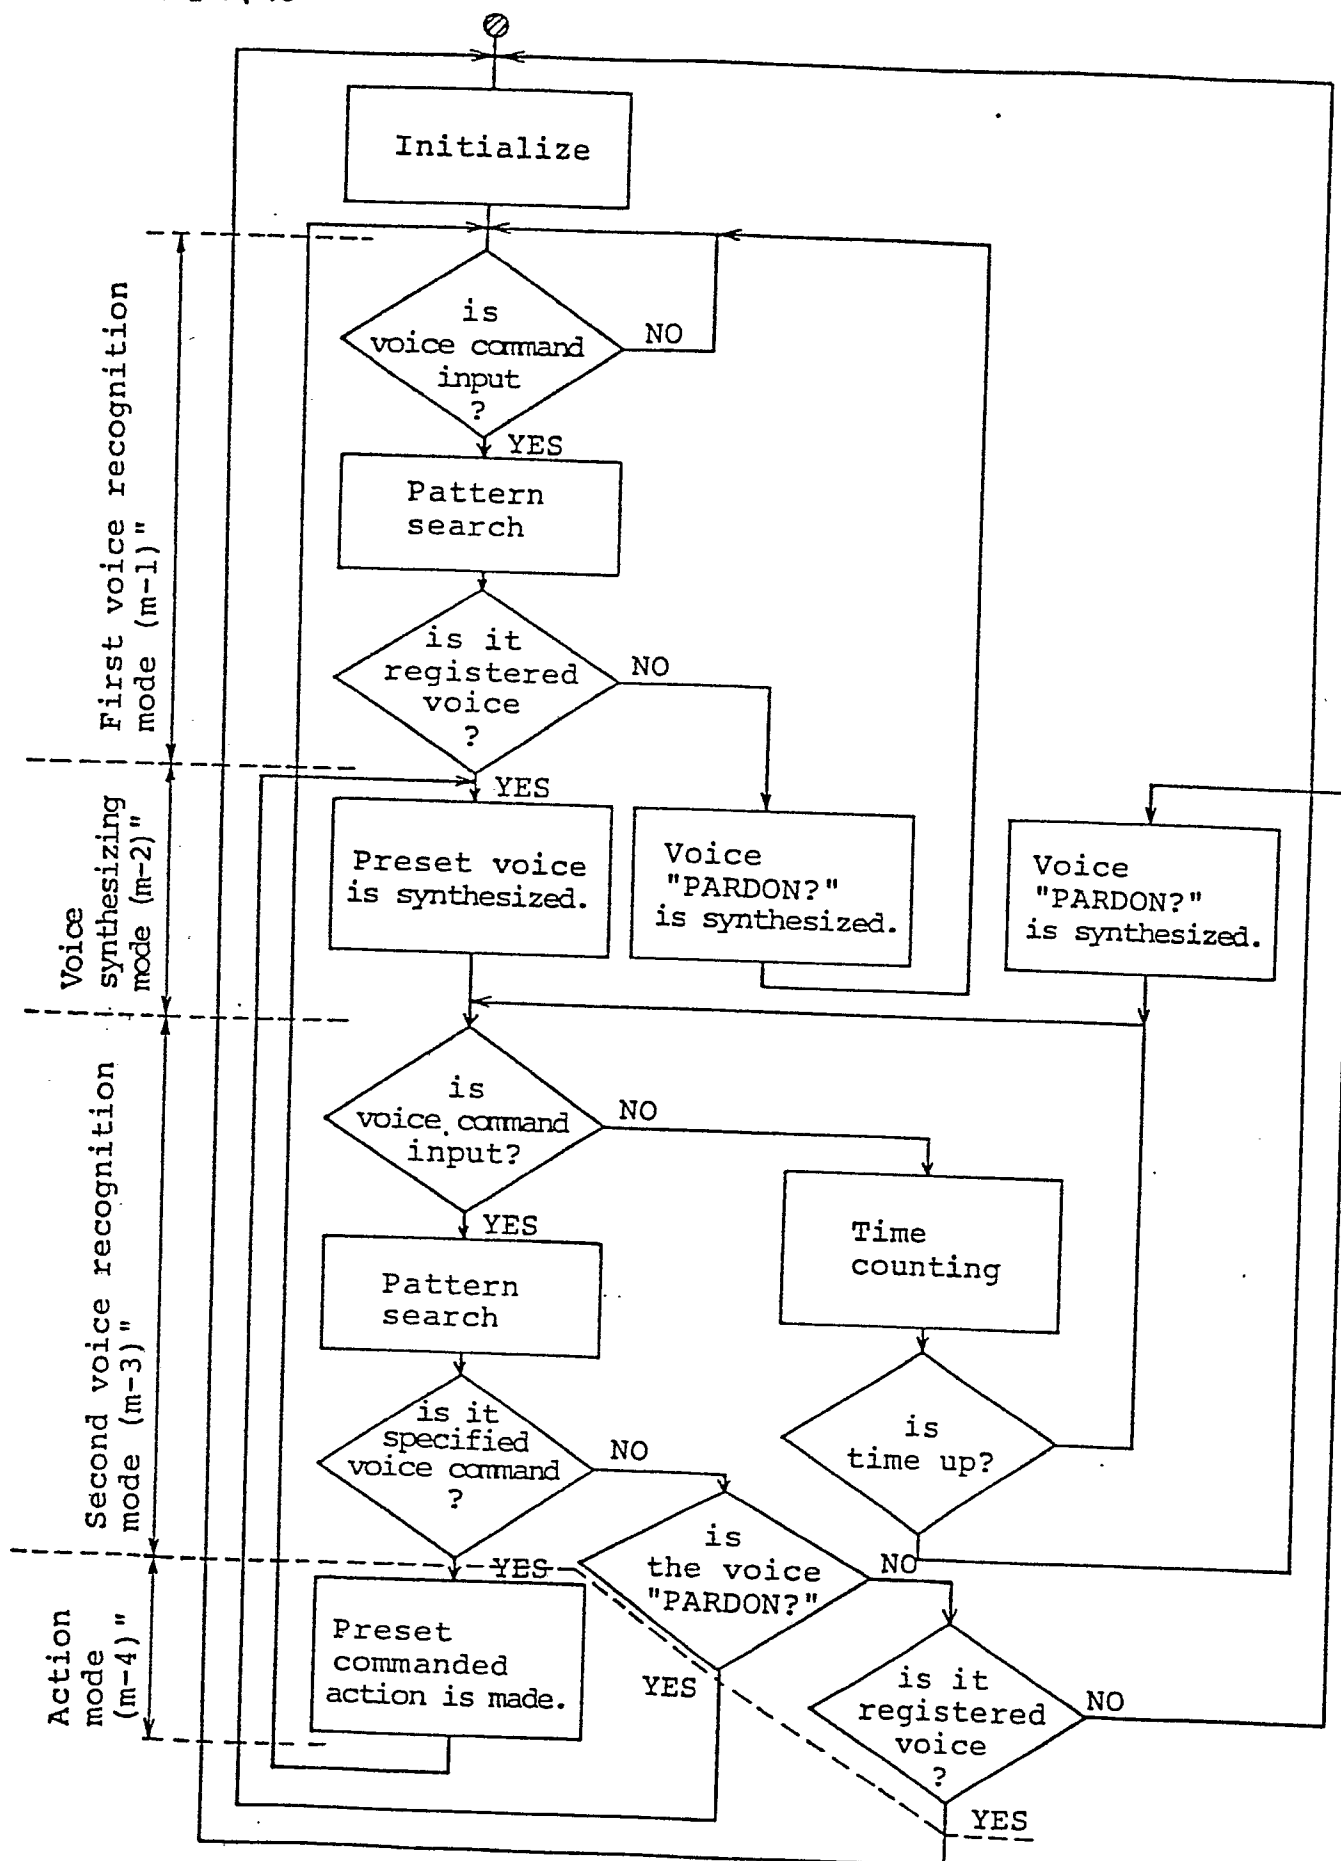 Initialize
First voice recognition
mode (m-1)"
is
voice command
input
?
NO
YES
Pattern
search
is it
registered
voice
?
NO
YES
Voice
synthesizing
mode (m-2)"
Preset voice
is synthesized.
Voice
"PARDON?"
is synthesized.
Voice
"PARDON?"
is synthesized.
Second voice recognition
mode (m-3)"
is
voice command
input?
NO
YES
Time
counting
Pattern
search
is
time up?
is it
specified
voice command
?
NO
YES
is
the voice
"PARDON?"
NO
YES
Action
mode
(m-4)"
Preset
commanded
action is made.
is it
registered
voice
?
NO
YES